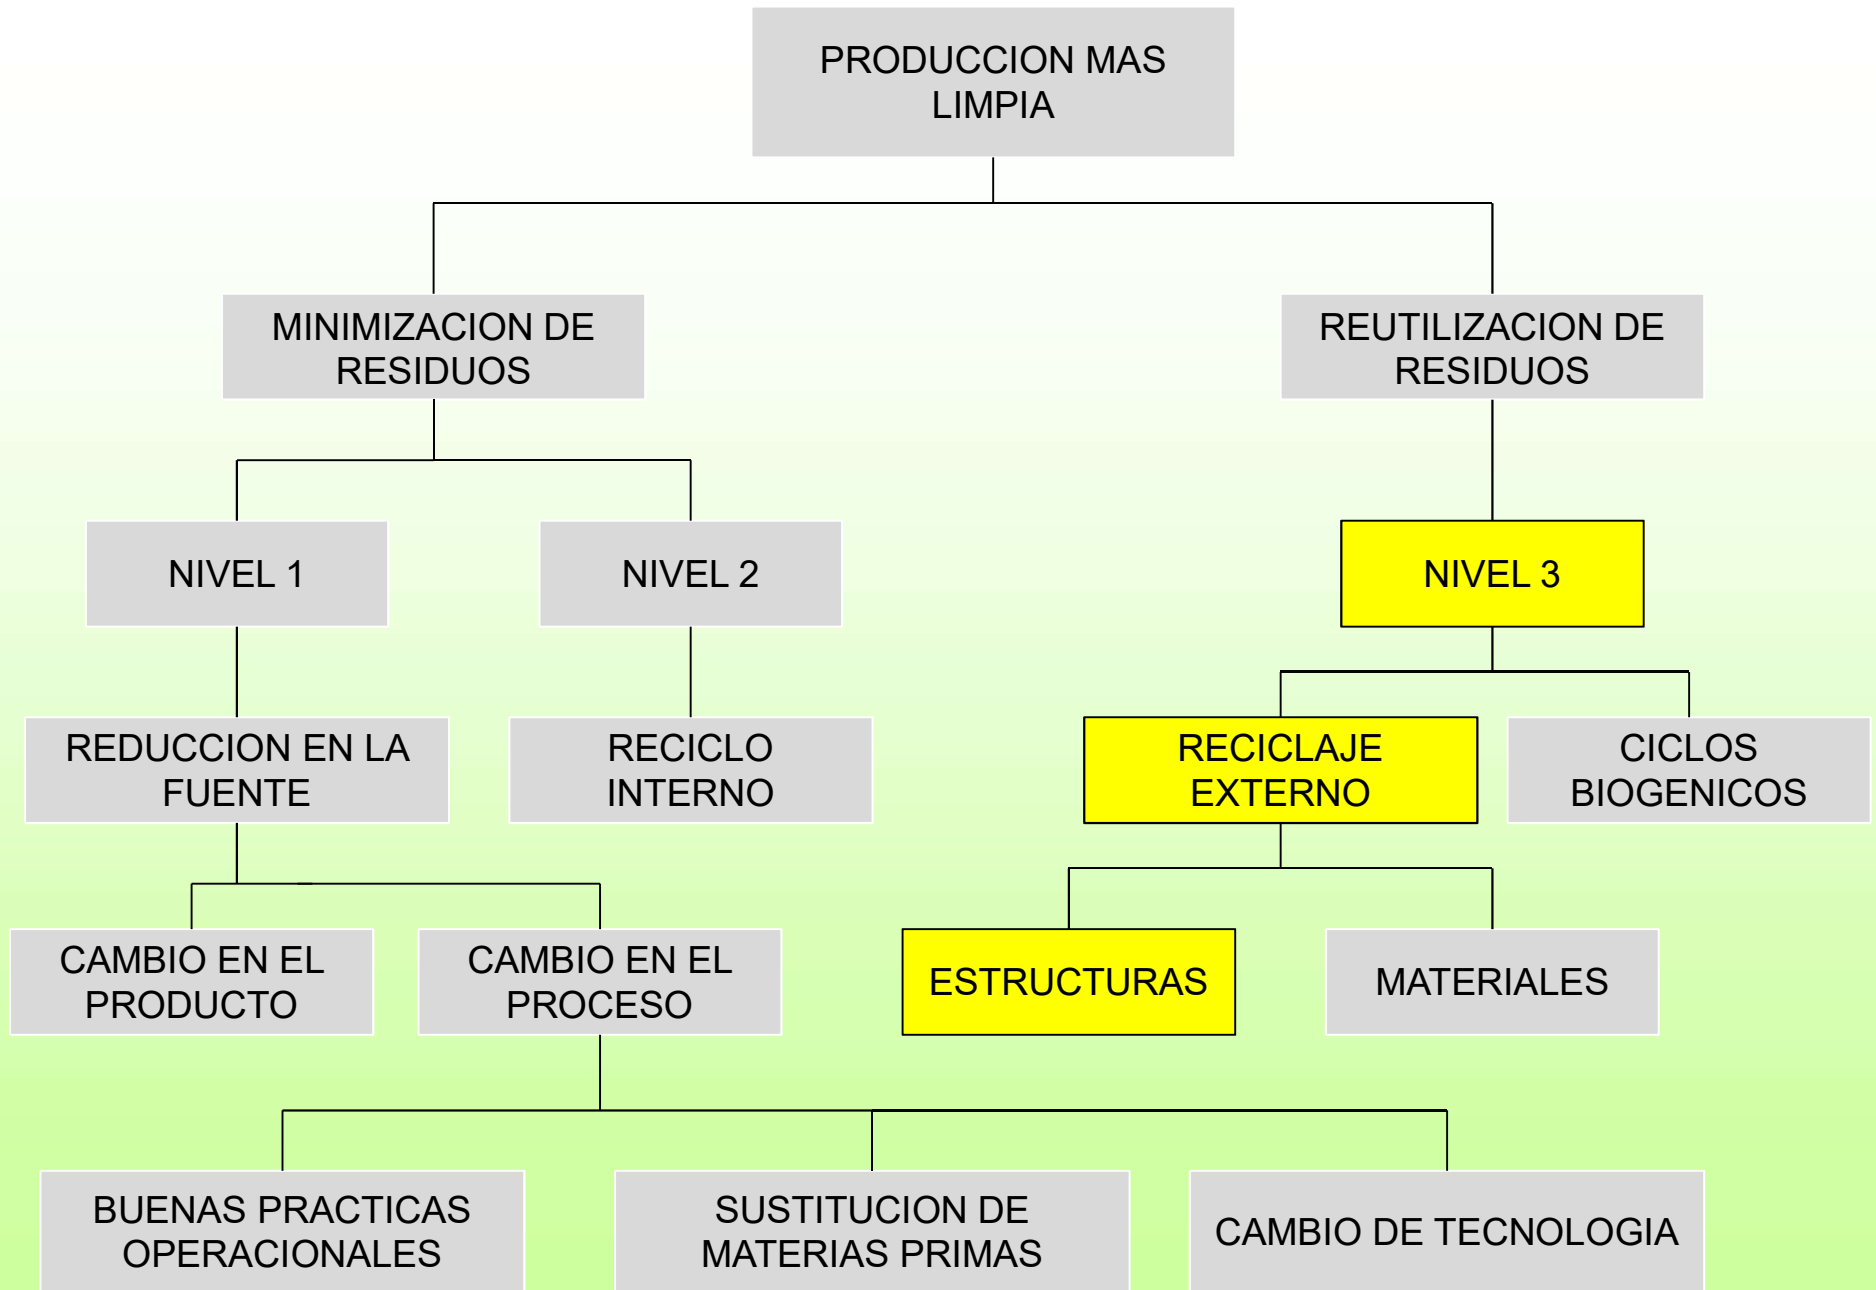 PRODUCCION MAS
LIMPIA
MINIMIZACION DE
RESIDUOS
REUTILIZACION DE
RESIDUOS
NIVEL 1
NIVEL 2
NIVEL 3
REDUCCION EN LA
FUENTE
RECICLO
INTERNO
RECICLAJE
EXTERNO
CICLOS
BIOGENICOS
CAMBIO EN EL
PRODUCTO
CAMBIO EN EL
PROCESO
ESTRUCTURAS
MATERIALES
BUENAS PRACTICAS
OPERACIONALES
SUSTITUCION DE
MATERIAS PRIMAS
CAMBIO DE TECNOLOGIA